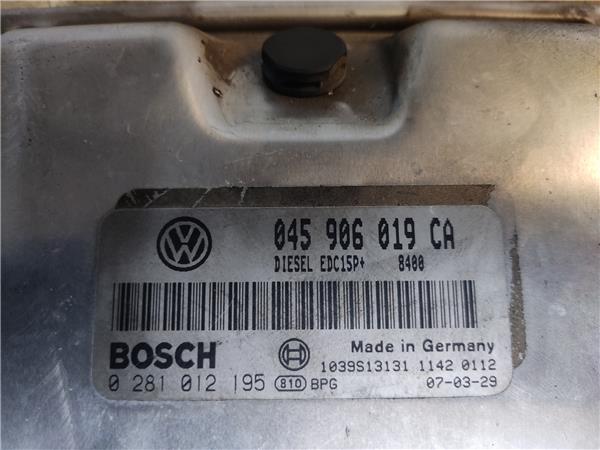 045 906 019 CA
DIESEL EDC15P+ 8400
BOSCH
Made in Germany
1039S13131 1142 0112
0 281 012 195 810 BPG 07-03-29